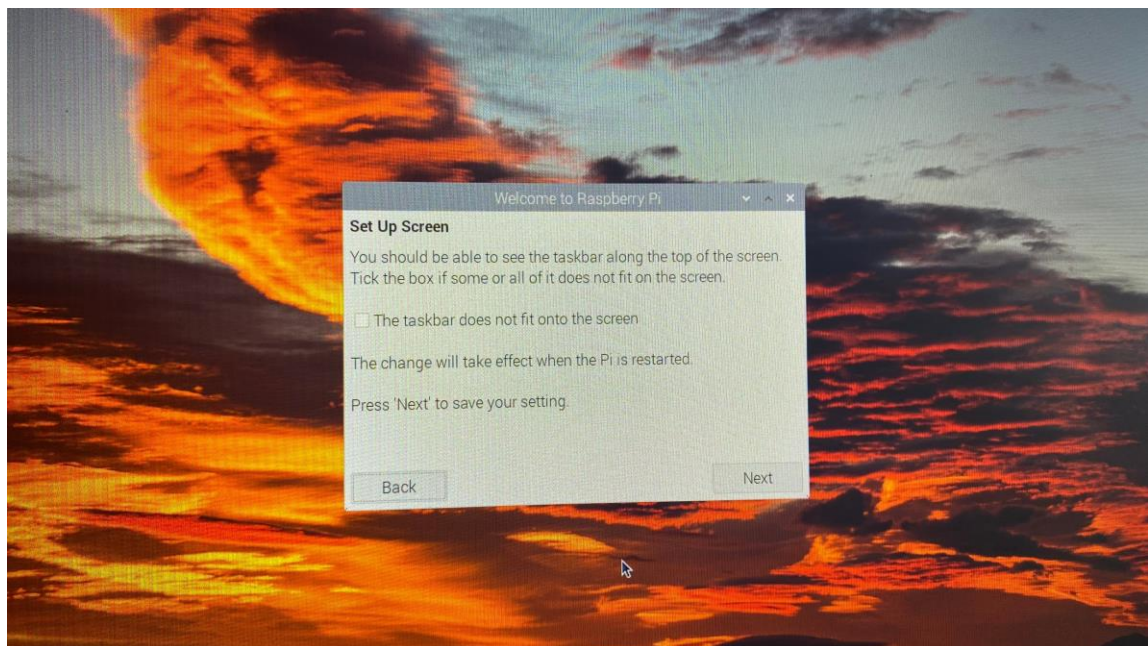 Welcome to Raspberry Pi
Set Up Screen
You should be able to see the taskbar along the top of the screen.
Tick the box if some or all of it does not fit on the screen.
The taskbar does not fit onto the screen
The change will take effect when the Pi is restarted.
Press 'Next' to save your setting.
Back
Next